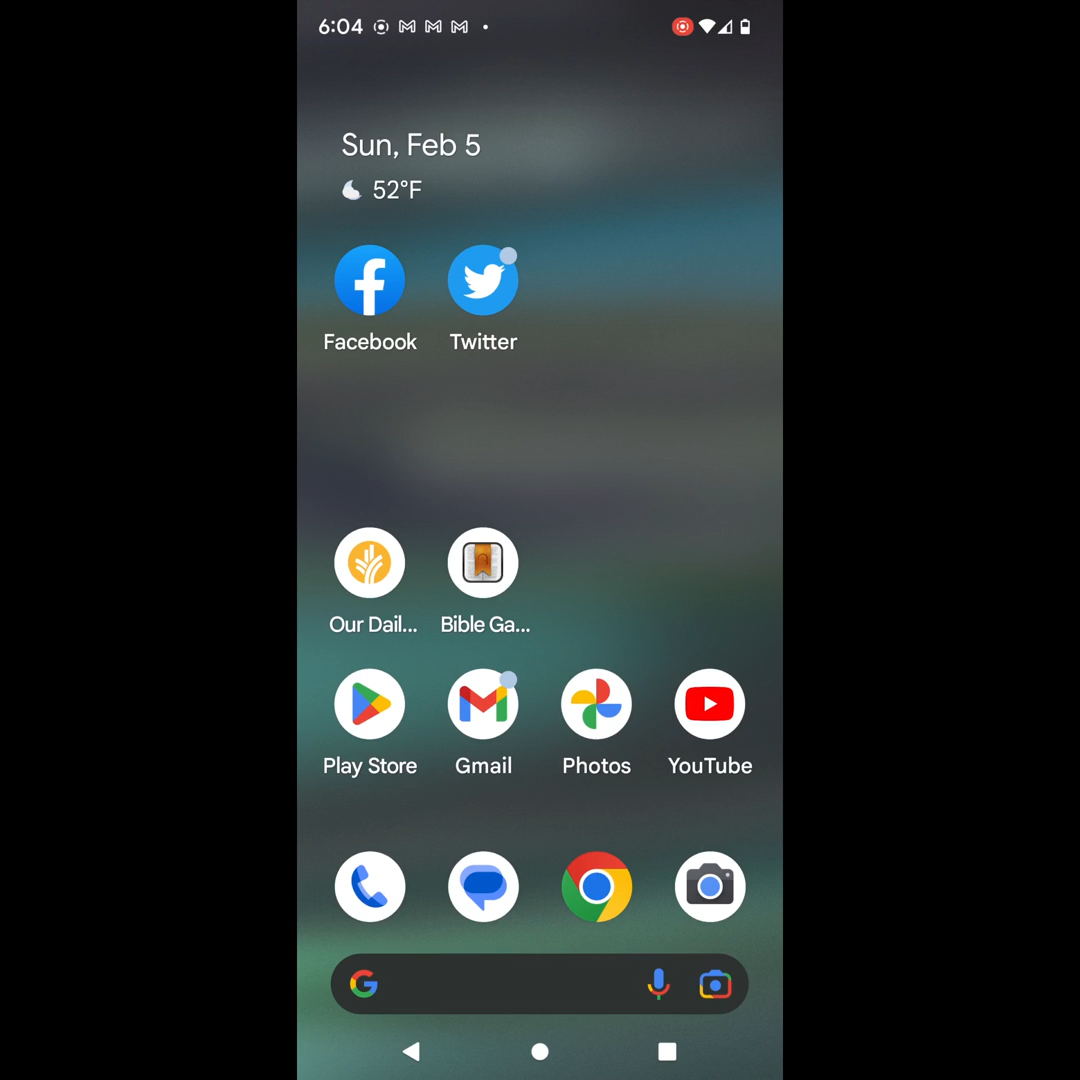 6:04
Sun, Feb 5
52°F
Facebook
Twitter
Our Dail...
Bible Ga...
Play Store
Gmail
Photos
YouTube